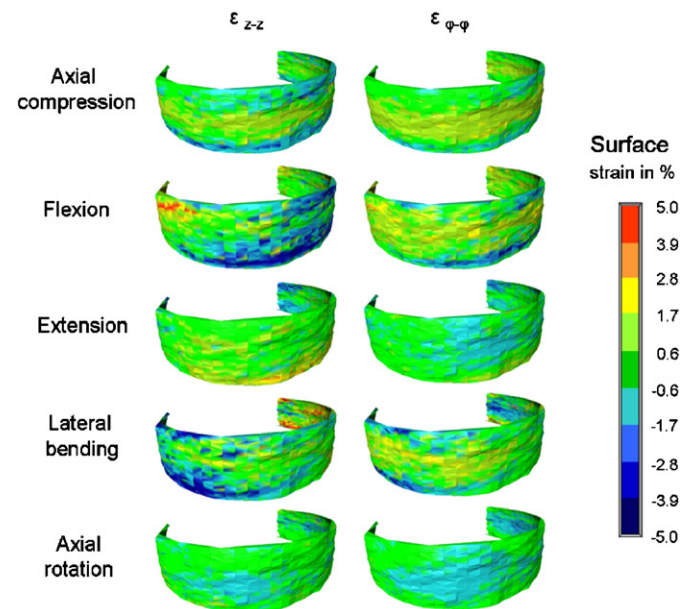 ε z-z
ε φ-φ
Axial
compression
Flexion
Extension
Lateral
bending
Axial
rotation
Surface
strain in %
5.0
3.9
2.8
1.7
0.6
-0.6
-1.7
-2.8
-3.9
-5.0